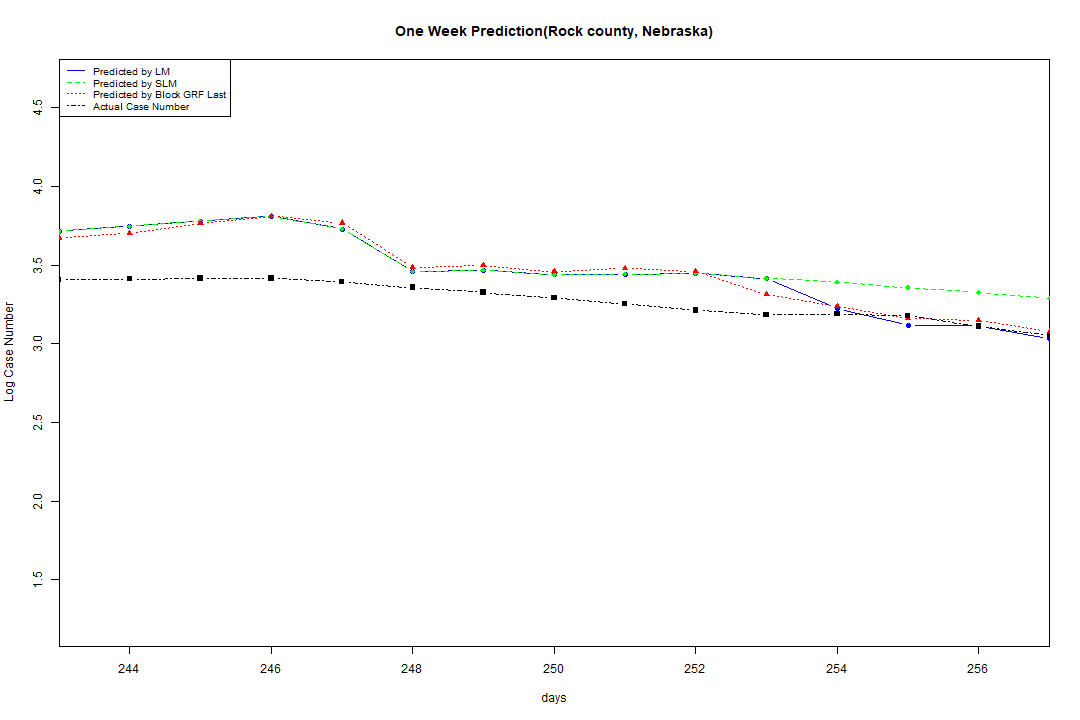 One Week Prediction(Rock county, Nebraska)
Predicted by LM
Predicted by SLM
Predicted by Block GRF Last
Actual Case Number
Log Case Number
4.5
4.0
3.5
3.0
2.5
2.0
1.5
244 246 248 250 252 254 256
days